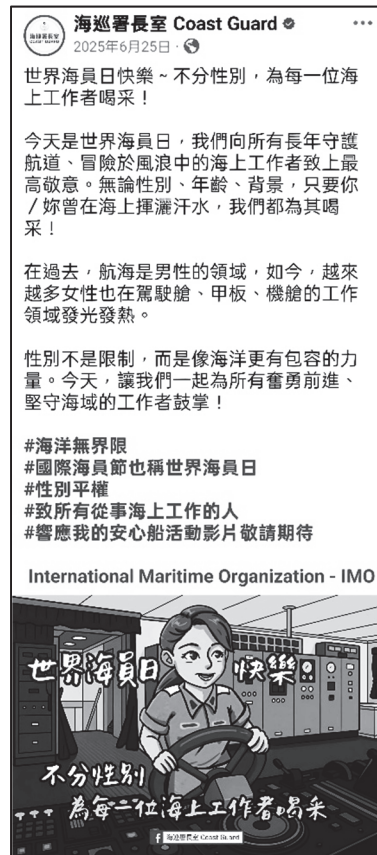 海巡署長室 Coast Guard
2025年6月25日 ·
世界海員日快樂~不分性別，為每一位海
上工作者喝采！
今天是世界海員日，我們向所有長年守護
航道、冒險於風浪中的海上工作者致上最
高敬意。無論性別、年齡、背景，只要你
／妳曾在海上揮灑汗水，我們都為其喝
采！
在過去，航海是男性的領域，如今，越來
越多女性也在駕駛艙、甲板、機艙的工作
領域發光發熱。
性別不是限制，而是像海洋更有包容的力
量。今天，讓我們一起為所有奮勇前進、
堅守海域的工作者鼓掌！
#海洋無界限
#國際海員節也稱世界海員日
#性別平權
#致所有從事海上工作的人
#響應我的安心船活動影片敬請期待
International Maritime Organization - IMO
世界海員日 快樂
不分性別
為每一位海上工作者喝采
海巡署長室 Coast Guard